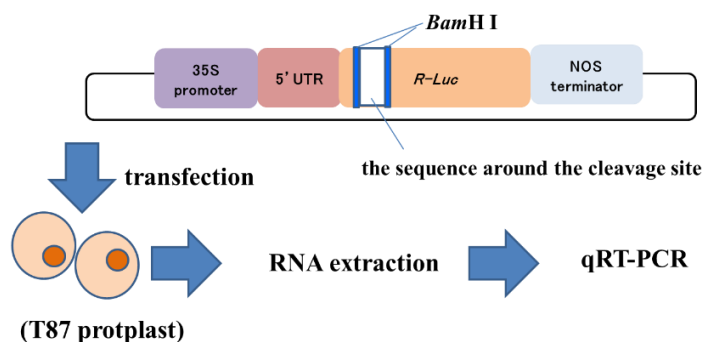 BamH I
35S
promoter
5' UTR
R-Luc
NOS
terminator
the sequence around the cleavage site
transfection
RNA extraction
qRT-PCR
(T87 protplast)